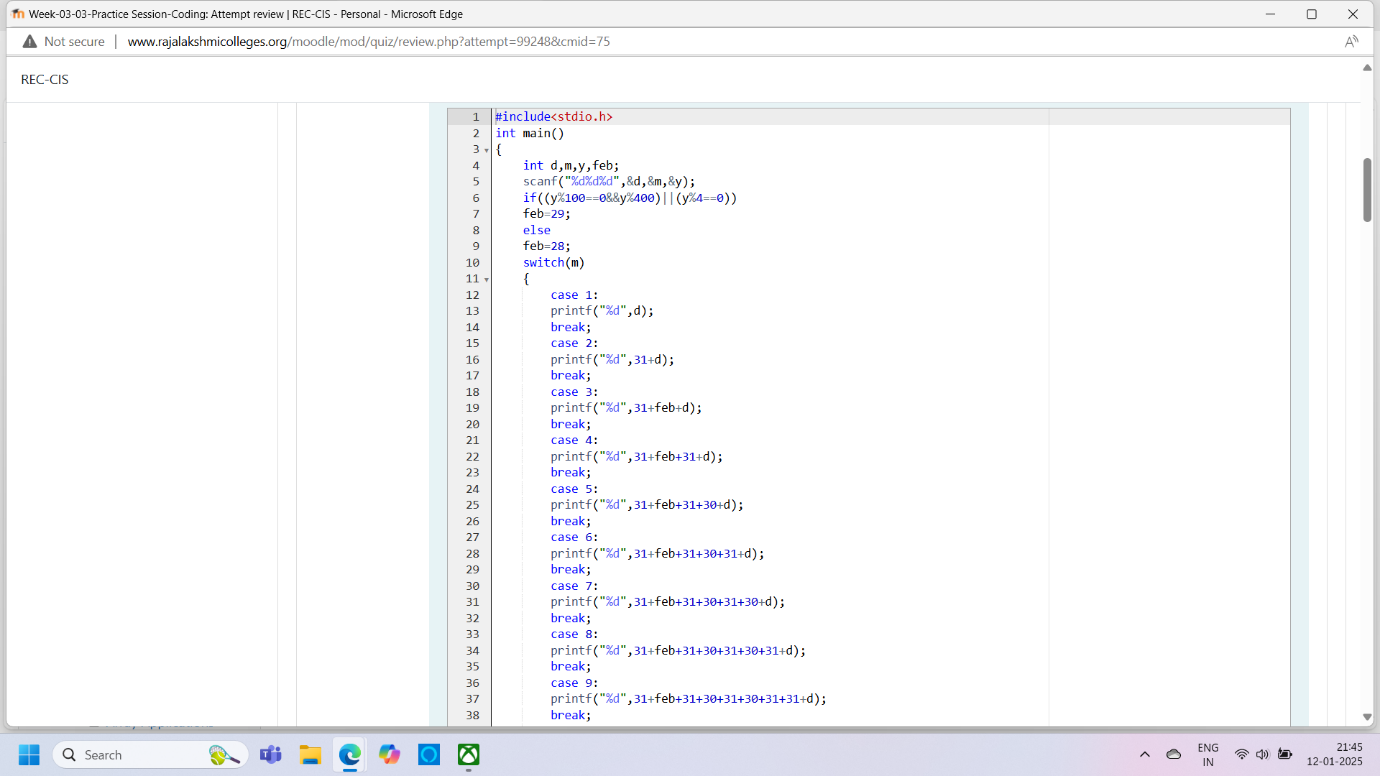 Week-03-03-Practice Session-Coding: Attempt review | REC-CIS - Personal - Microsoft Edge
Not secure | www.rajalakshmicolleges.org/moodle/mod/quiz/review.php?attempt=99248&cmid=75
REC-CIS
1 #include<stdio.h>
2 int main()
3 {
4 int d,m,y,feb;
5 scanf("%d%d%d",&d,&m,&y);
6 if((y%100==0&&y%400)||(y%4==0))
7 feb=29;
8 else
9 feb=28;
10 switch(m)
11 {
12 case 1:
13 printf("%d",d);
14 break;
15 case 2:
16 printf("%d",31+d);
17 break;
18 case 3:
19 printf("%d",31+feb+d);
20 break;
21 case 4:
22 printf("%d",31+feb+31+d);
23 break;
24 case 5:
25 printf("%d",31+feb+31+30+d);
26 break;
27 case 6:
28 printf("%d",31+feb+31+30+31+d);
29 break;
30 case 7:
31 printf("%d",31+feb+31+30+31+30+d);
32 break;
33 case 8:
34 printf("%d",31+feb+31+30+31+30+31+d);
35 break;
36 case 9:
37 printf("%d",31+feb+31+30+31+30+31+31+d);
38 break;
Search
ENG
IN
21:45
12-01-2025